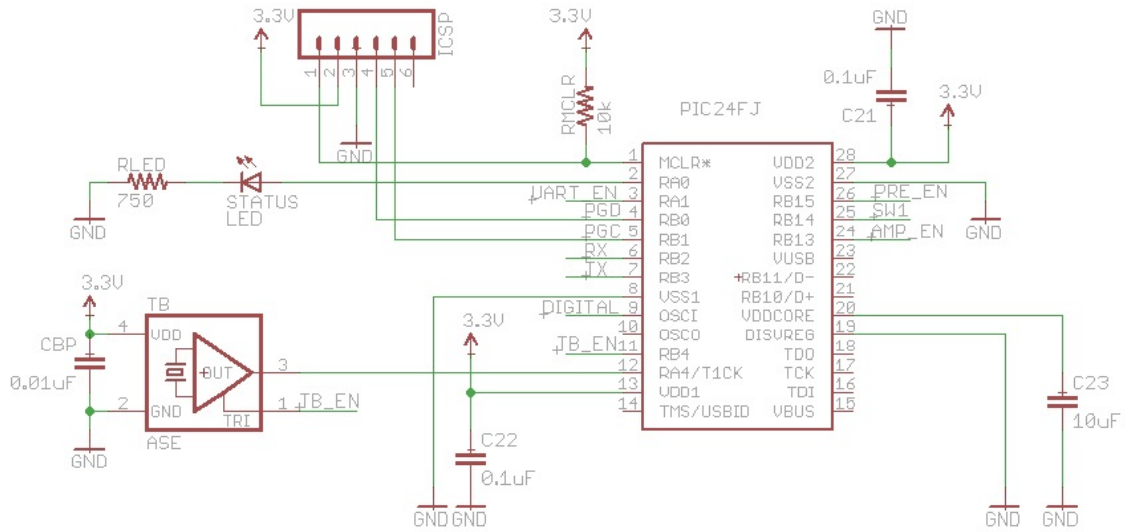 3.3V
ICSP
1 2 3 4 5 6
GND
3.3V
RMCLR
10k
PIC24FJ
GND
0.1uF
C21
3.3V
RLED
750
GND
STATUS
LED
1 MCLR* VDD2 28
2 RA0 VSS2 27
UART_EN 3 RA1 RB15 26 PRE_EN
PGD 4 RB0 RB14 25 SW1
PGC 5 RB1 RB13 24 AMP_EN
RX 6 RB2 VUSB 23
TX 7 RB3 RB11/D- 22
8 VSS1 RB10/D+ 21
DIGITAL 9 OSCI VDDCORE 20
10 OSCO DISVREG 19
TB_EN 11 RB4 TDO 18
12 RA4/T1CK TCK 17
13 VDD1 TDI 16
14 TMS/USBID VBUS 15
GND
3.3V
TB
4 VDD
CBP
0.01uF
OUT 3
2 GND
TRI 1 TB_EN
ASE
GND
3.3V
C22
0.1uF
GND
GND
C23
10uF
GND
GND